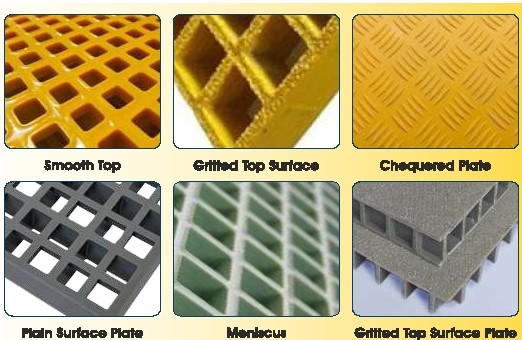 Smooth Top
Gritted Top Surface
Chequered Plate
Plain Surface Plate
Meniscus
Gritted Top Surface Plate